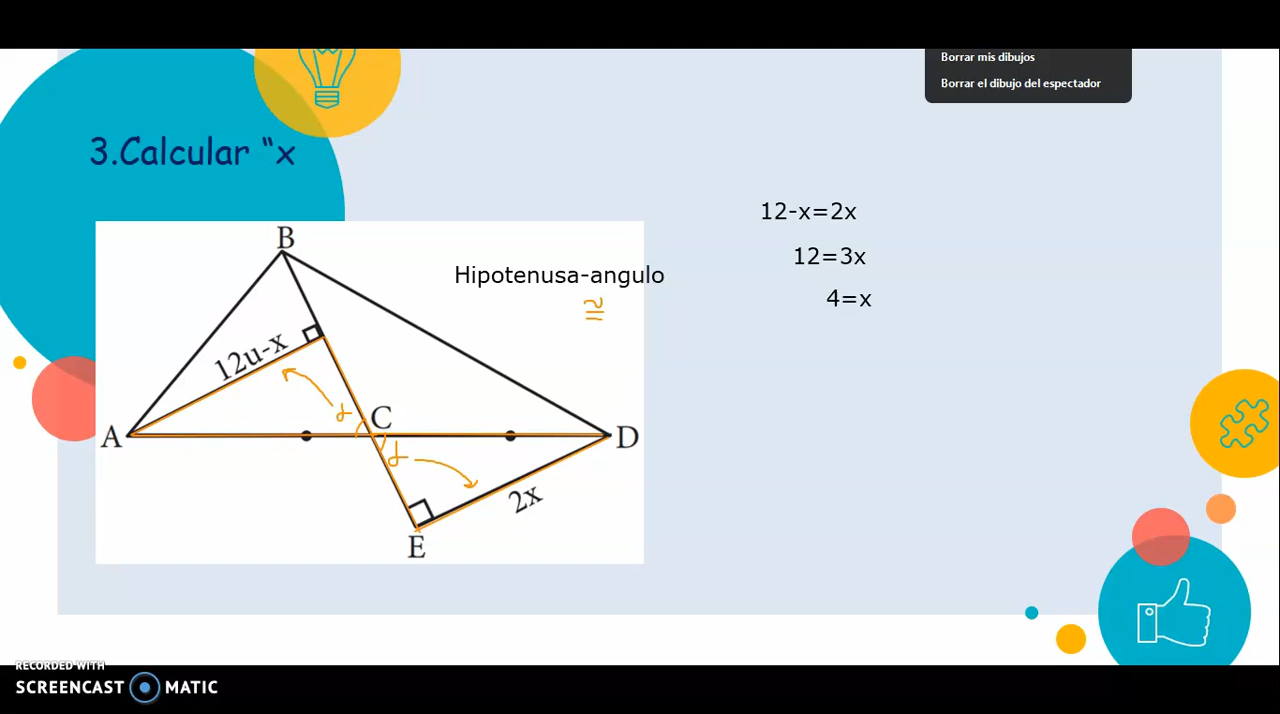 Borrar mis dibujos
Borrar el dibujo del espectador
3.Calcular “x
12-x=2x
B
Hipotenusa-angulo
12=3x
≅
4=x
12u-x
α
C
A
D
α
2x
E
RECORDED WITH
SCREENCAST MATIC